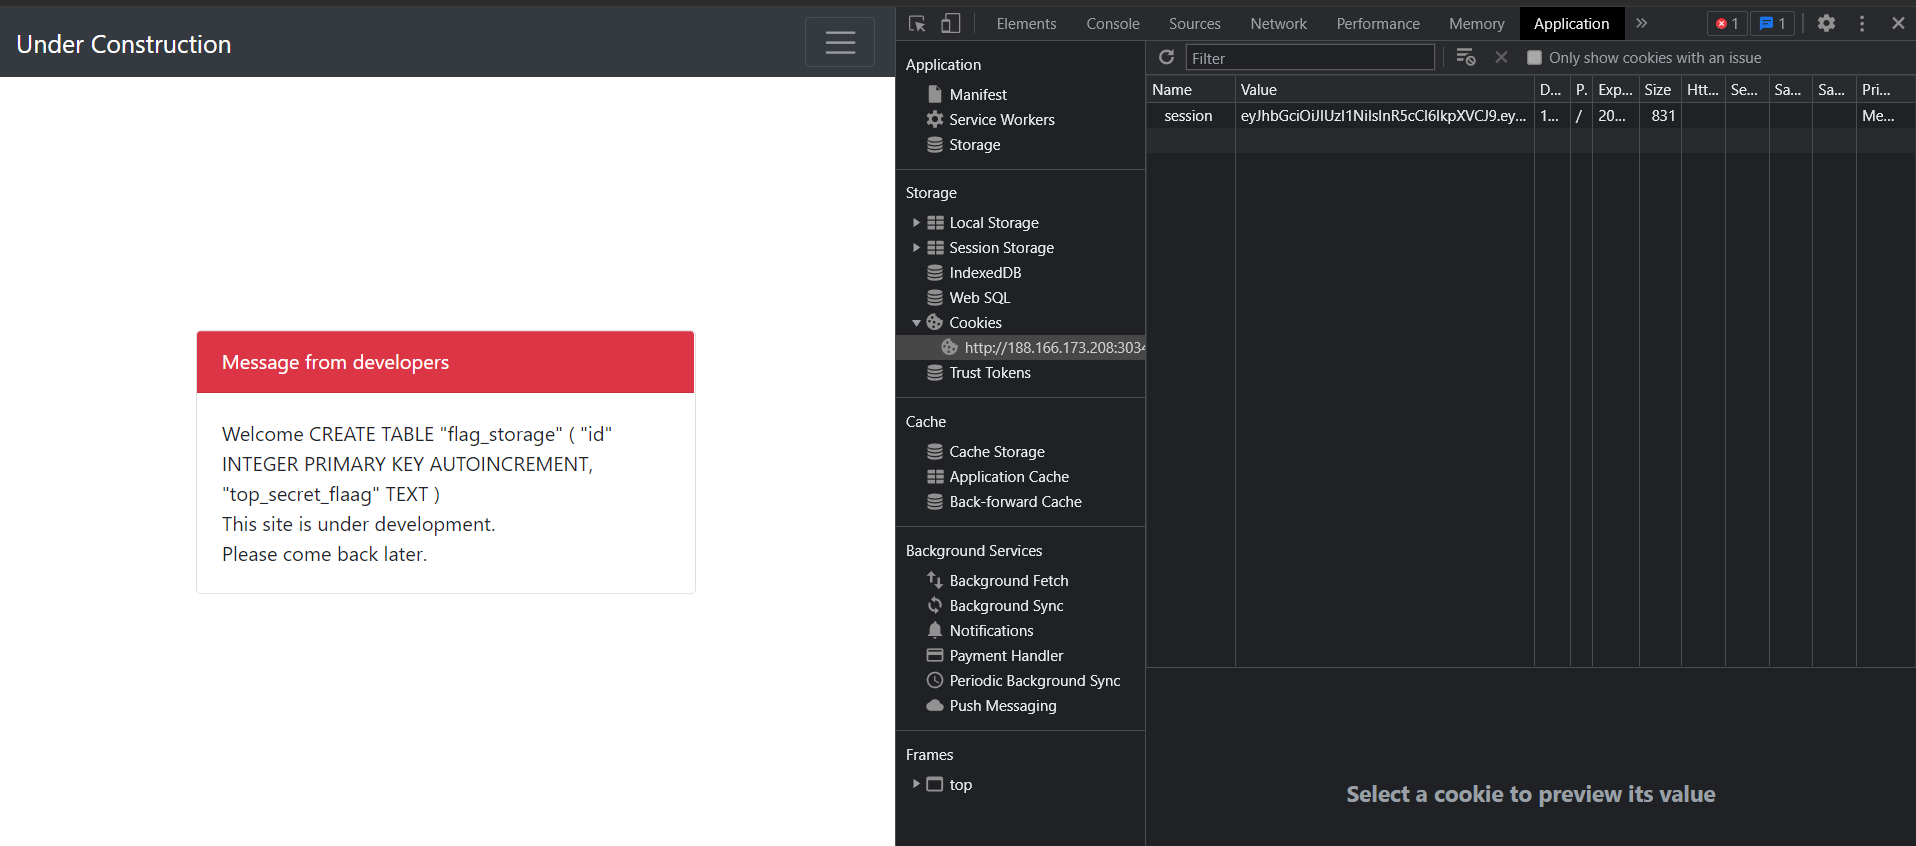 Under Construction
Message from developers
Welcome CREATE TABLE "flag_storage" ( "id"
INTEGER PRIMARY KEY AUTOINCREMENT,
"top_secret_flaag" TEXT )
This site is under development.
Please come back later.
Elements Console Sources Network Performance Memory Application » 1 1
Application
Manifest
Service Workers
Storage
Storage
Local Storage
Session Storage
IndexedDB
Web SQL
Cookies
http://188.166.173.208:3034
Trust Tokens
Cache
Cache Storage
Application Cache
Back-forward Cache
Background Services
Background Fetch
Background Sync
Notifications
Payment Handler
Periodic Background Sync
Push Messaging
Frames
top
Filter Only show cookies with an issue
Name Value D... P. Exp... Size Htt... Se... Sa... Sa... Pri...
session eyJhbGciOiJIUzI1NiIsInR5cCI6IkpXVCJ9.ey... 1... / 20... 831 Me...
Select a cookie to preview its value